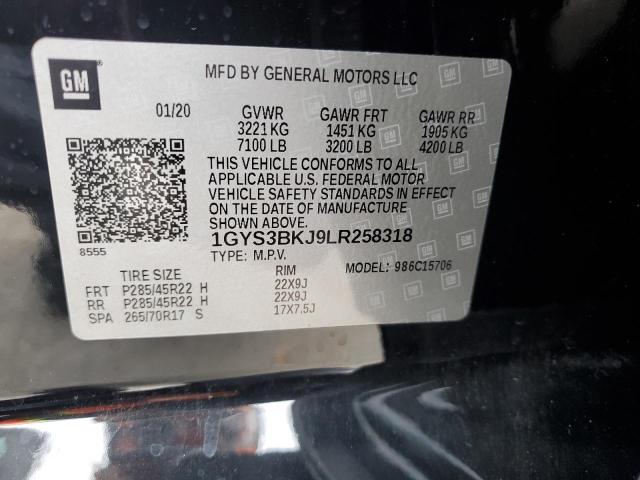 GM
MFD BY GENERAL MOTORS LLC
01/20 GVWR GAWR FRT GAWR RR
3221 KG 1451 KG 1905 KG
7100 LB 3200 LB 4200 LB
THIS VEHICLE CONFORMS TO ALL
APPLICABLE U.S. FEDERAL MOTOR
VEHICLE SAFETY STANDARDS IN EFFECT
ON THE DATE OF MANUFACTURE
SHOWN ABOVE.
8555
1GYS3BKJ9LR258318
TYPE: M.P.V. MODEL: 986C15706
TIRE SIZE RIM
FRT P285/45R22 H 22X9J
RR P285/45R22 H 22X9J
SPA 265/70R17 S 17X7.5J